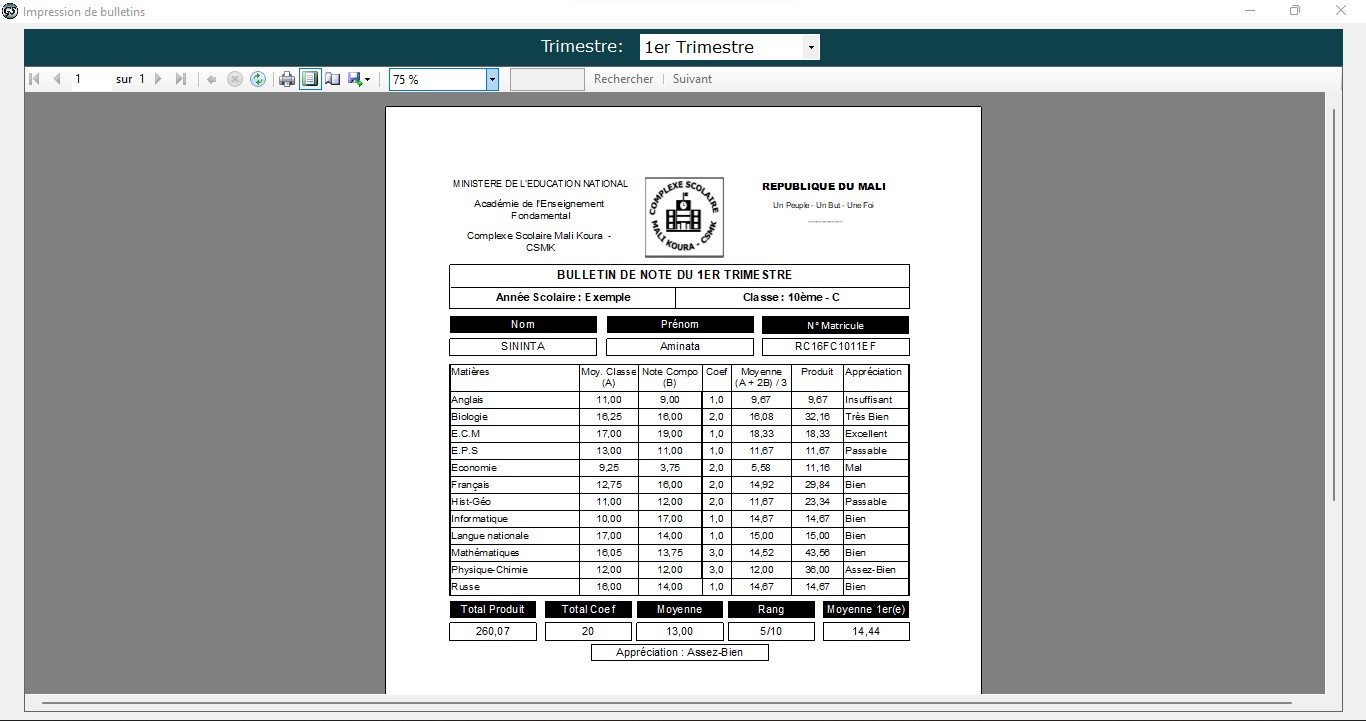 Impression de bulletins
Trimestre: 1er Trimestre
1 sur 1 75 % Rechercher | Suivant
MINISTERE DE L'EDUCATION NATIONAL
Académie de l'Enseignement
Fondamental
Complexe Scolaire Mali Koura -
CSMK
COMPLEXE SCOLAIRE
MALI KOURA - CSMK
REPUBLIQUE DU MALI
Un Peuple - Un But - Une Foi
---------------
BULLETIN DE NOTE DU 1ER TRIMESTRE
Année Scolaire : Exemple Classe : 10ème - C
Nom Prénom N° Matricule
SININTA Aminata RC16FC1011EF
Matières Moy. Classe (A) Note Compo (B) Coef Moyenne (A + 2B) / 3 Produit Appréciation
Anglais 11,00 9,00 1,0 9,67 9,67 Insuffisant
Biologie 16,25 16,00 2,0 16,08 32,16 Très Bien
E.C.M 17,00 19,00 1,0 18,33 18,33 Excellent
E.P.S 13,00 11,00 1,0 11,67 11,67 Passable
Economie 9,25 3,75 2,0 5,58 11,16 Mal
Français 12,75 16,00 2,0 14,92 29,84 Bien
Hist-Géo 11,00 12,00 2,0 11,67 23,34 Passable
Informatique 10,00 17,00 1,0 14,67 14,67 Bien
Langue nationale 17,00 14,00 1,0 15,00 15,00 Bien
Mathématiques 16,05 13,75 3,0 14,52 43,56 Bien
Physique-Chimie 12,00 12,00 3,0 12,00 36,00 Assez-Bien
Russe 16,00 14,00 1,0 14,67 14,67 Bien
Total Produit Total Coef Moyenne Rang Moyenne 1er(e)
260,07 20 13,00 5/10 14,44
Appréciation : Assez-Bien